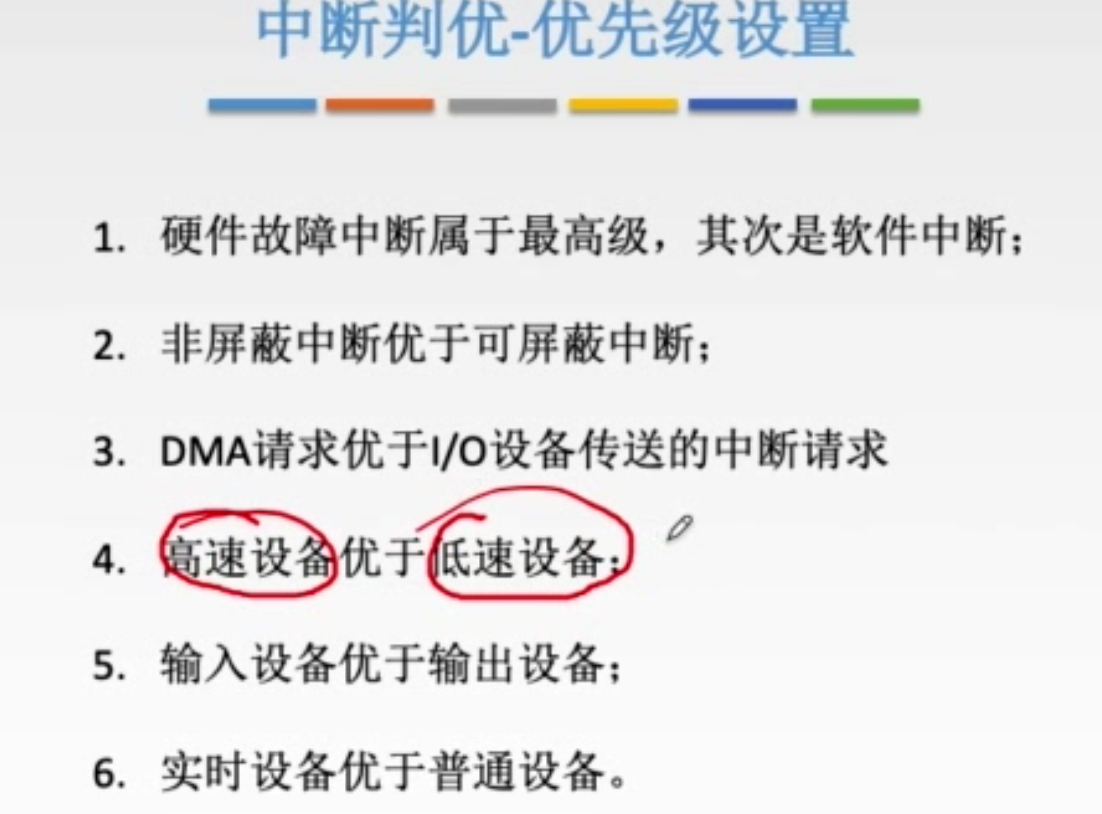 中断判优-优先级设置
1. 硬件故障中断属于最高级，其次是软件中断；
2. 非屏蔽中断优于可屏蔽中断；
3. DMA请求优于I/O设备传送的中断请求
4. 高速设备优于低速设备；
5. 输入设备优于输出设备；
6. 实时设备优于普通设备。